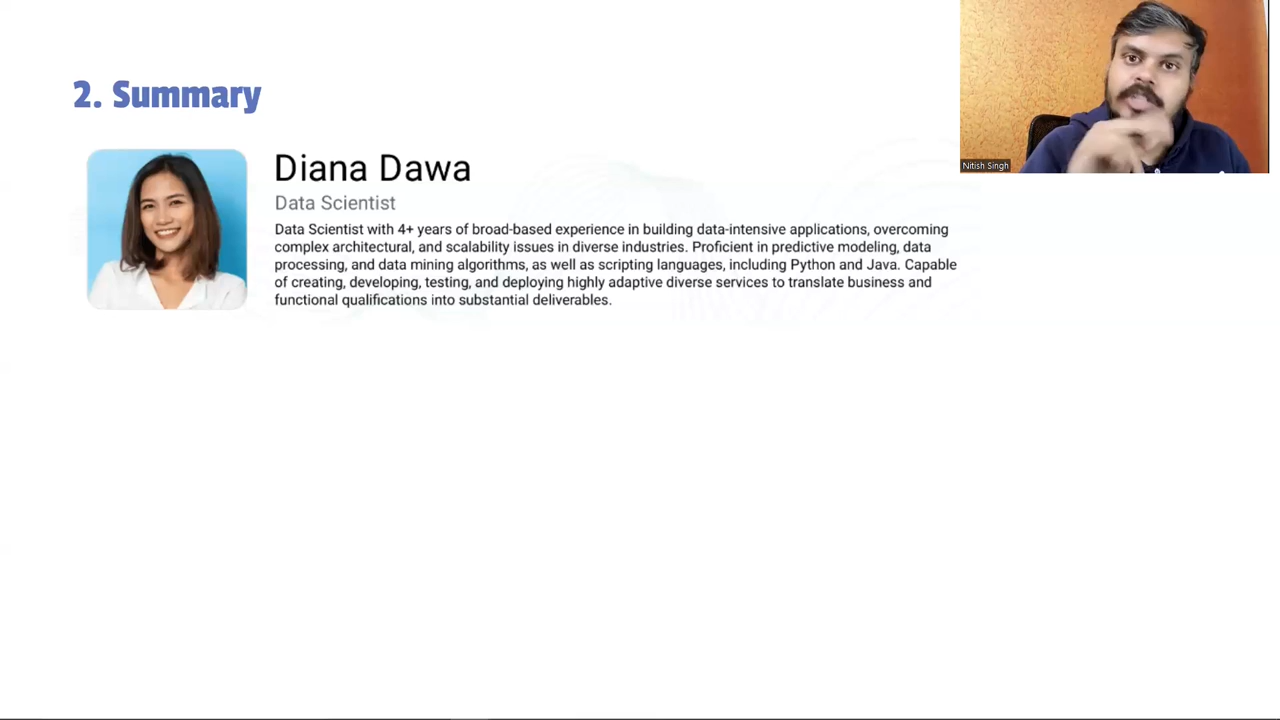 2. Summary
Diana Dawa
Data Scientist
Data Scientist with 4+ years of broad-based experience in building data-intensive applications, overcoming
complex architectural, and scalability issues in diverse industries. Proficient in predictive modeling, data
processing, and data mining algorithms, as well as scripting languages, including Python and Java. Capable
of creating, developing, testing, and deploying highly adaptive diverse services to translate business and
functional qualifications into substantial deliverables.
Nitish Singh